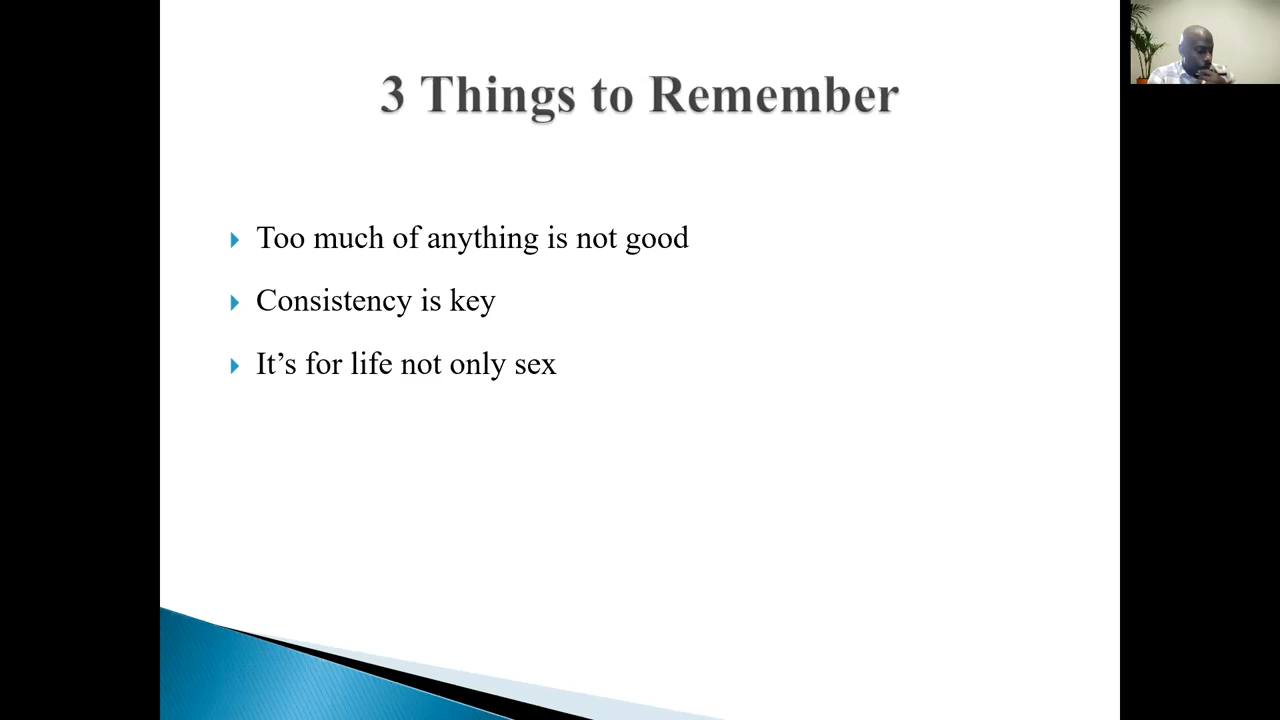 3 Things to Remember
Too much of anything is not good
Consistency is key
It’s for life not only sex